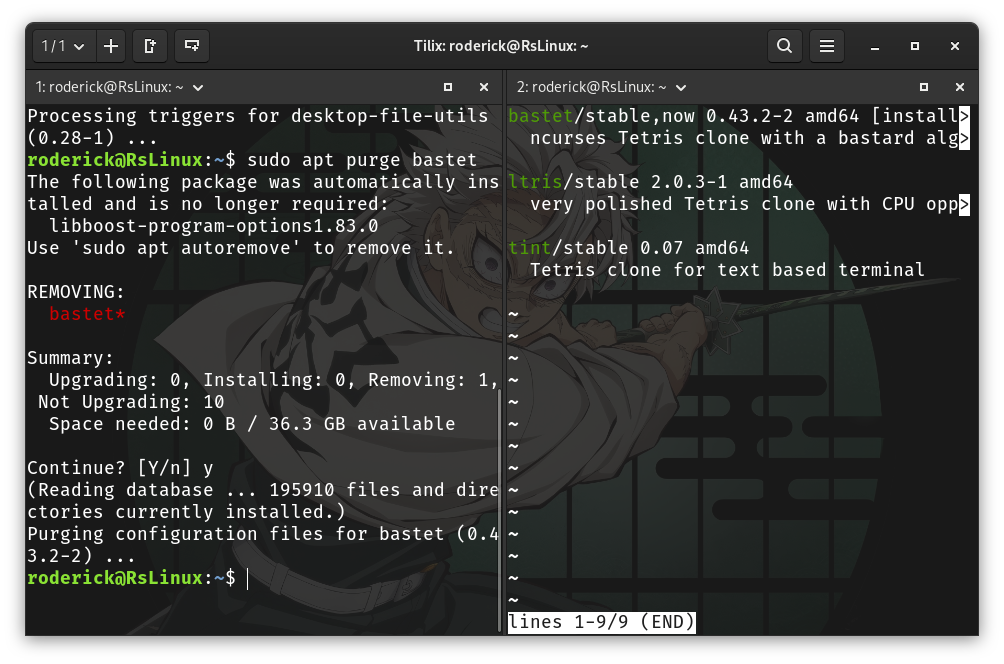 1/1
Tilix: roderick@RsLinux: ~
1: roderick@RsLinux: ~
Processing triggers for desktop-file-utils
(0.28-1) ...
roderick@RsLinux:~$ sudo apt purge bastet
The following package was automatically ins
talled and is no longer required:
libboost-program-options1.83.0
Use 'sudo apt autoremove' to remove it.
REMOVING:
bastet*
Summary:
Upgrading: 0, Installing: 0, Removing: 1,
Not Upgrading: 10
Space needed: 0 B / 36.3 GB available
Continue? [Y/n] y
(Reading database ... 195910 files and dire
ctories currently installed.)
Purging configuration files for bastet (0.4
3.2-2) ...
roderick@RsLinux:~$
2: roderick@RsLinux: ~
bastet/stable,now 0.43.2-2 amd64 [install>
ncurses Tetris clone with a bastard alg>
ltris/stable 2.0.3-1 amd64
very polished Tetris clone with CPU opp>
tint/stable 0.07 amd64
Tetris clone for text based terminal
~
~
~
~
~
~
~
~
~
~
~
~
~
~
lines 1-9/9 (END)